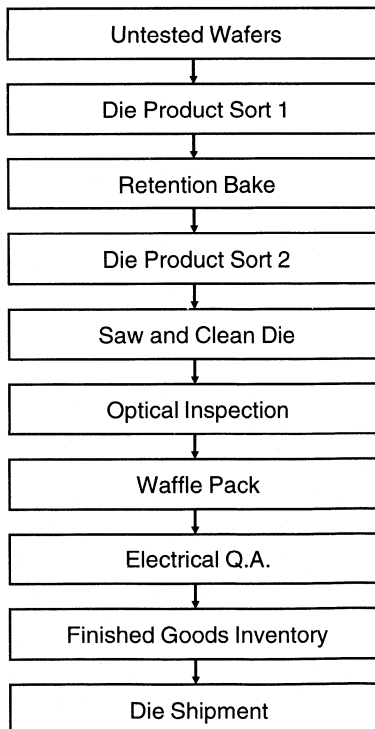 Untested Wafers
Die Product Sort 1
Retention Bake
Die Product Sort 2
Saw and Clean Die
Optical Inspection
Waffle Pack
Electrical Q.A.
Finished Goods Inventory
Die Shipment